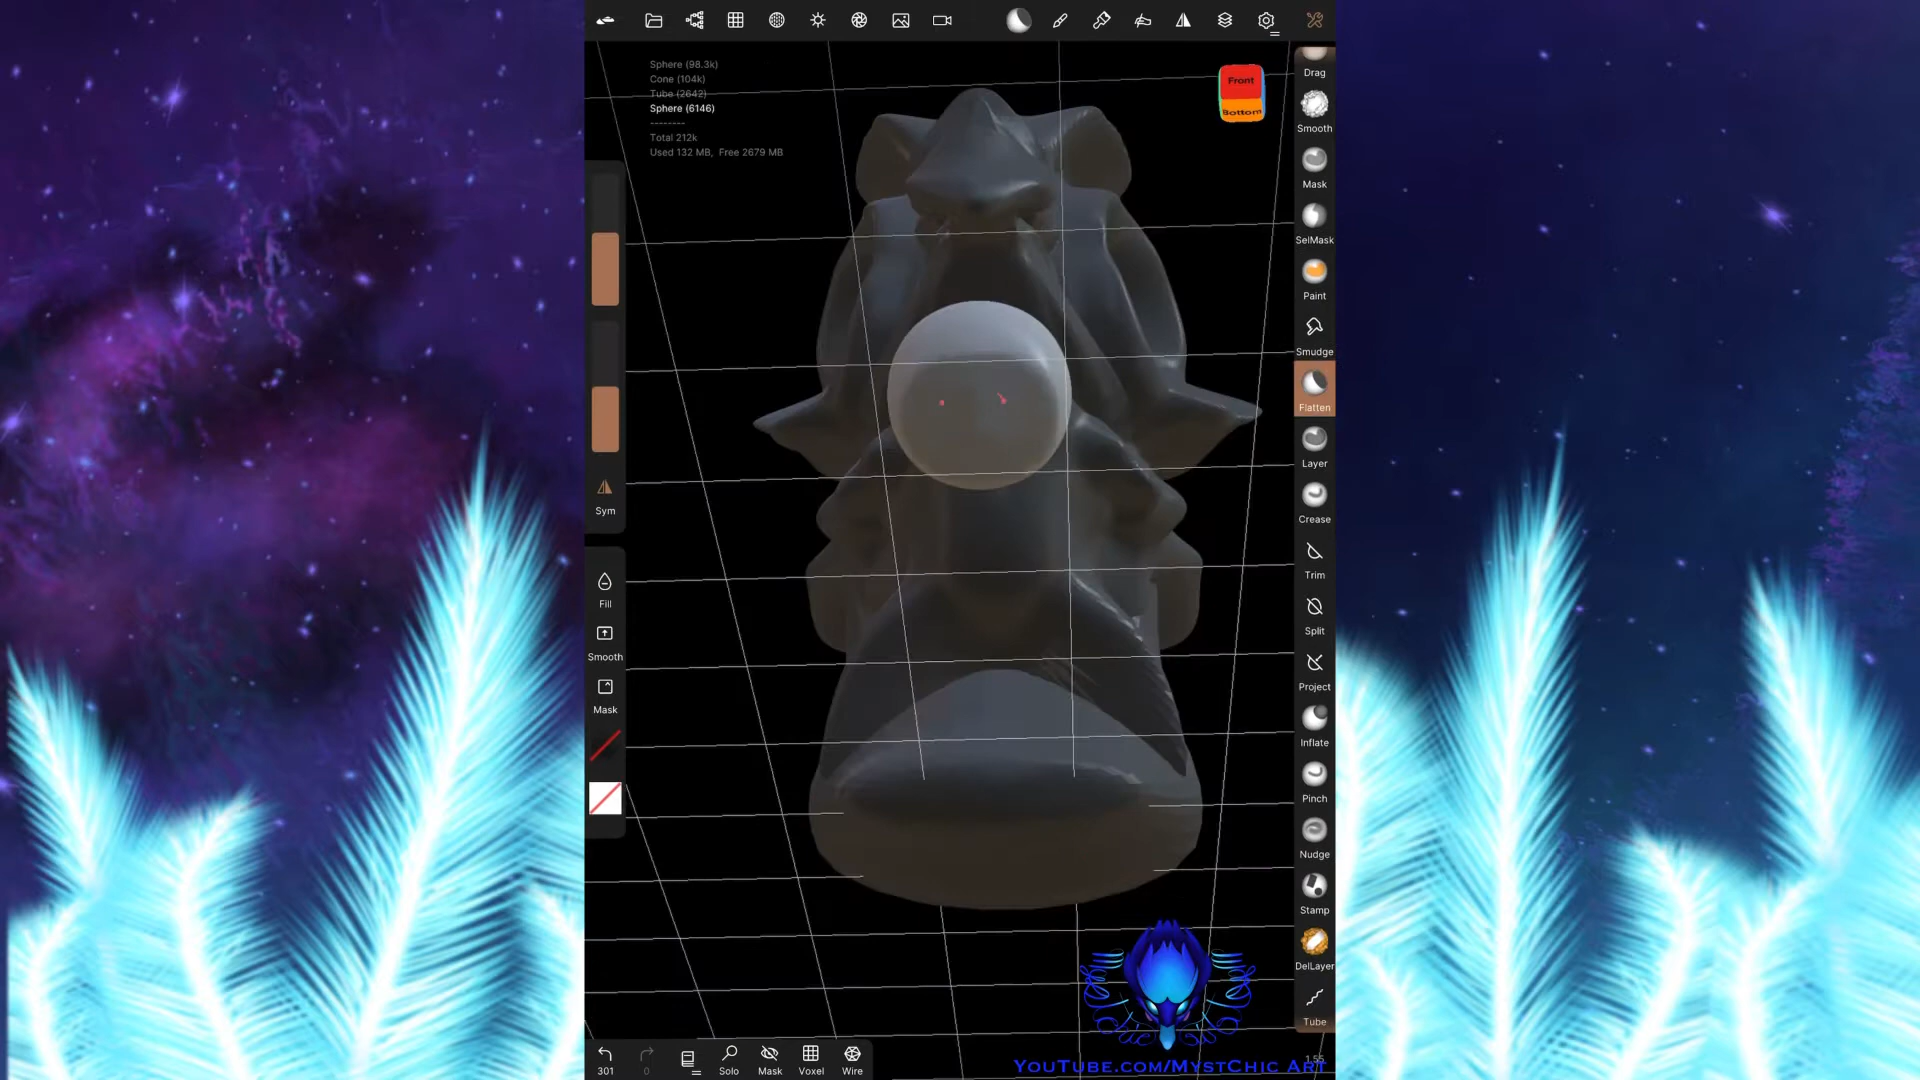 Sphere (98.3k)
Cone (104k)
Tube (2642)
Sphere (6146)
--------
Total 212k
Used 132 MB, Free 2679 MB
Front
Bottom
Sym
Fill
Smooth
Mask
Drag
Smooth
Mask
SelMask
Paint
Smudge
Flatten
Layer
Crease
Trim
Split
Project
Inflate
Pinch
Nudge
Stamp
DelLayer
Tube
301
0
Solo
Mask
Voxel
Wire
1.55
YouTube.com/MystChic Art